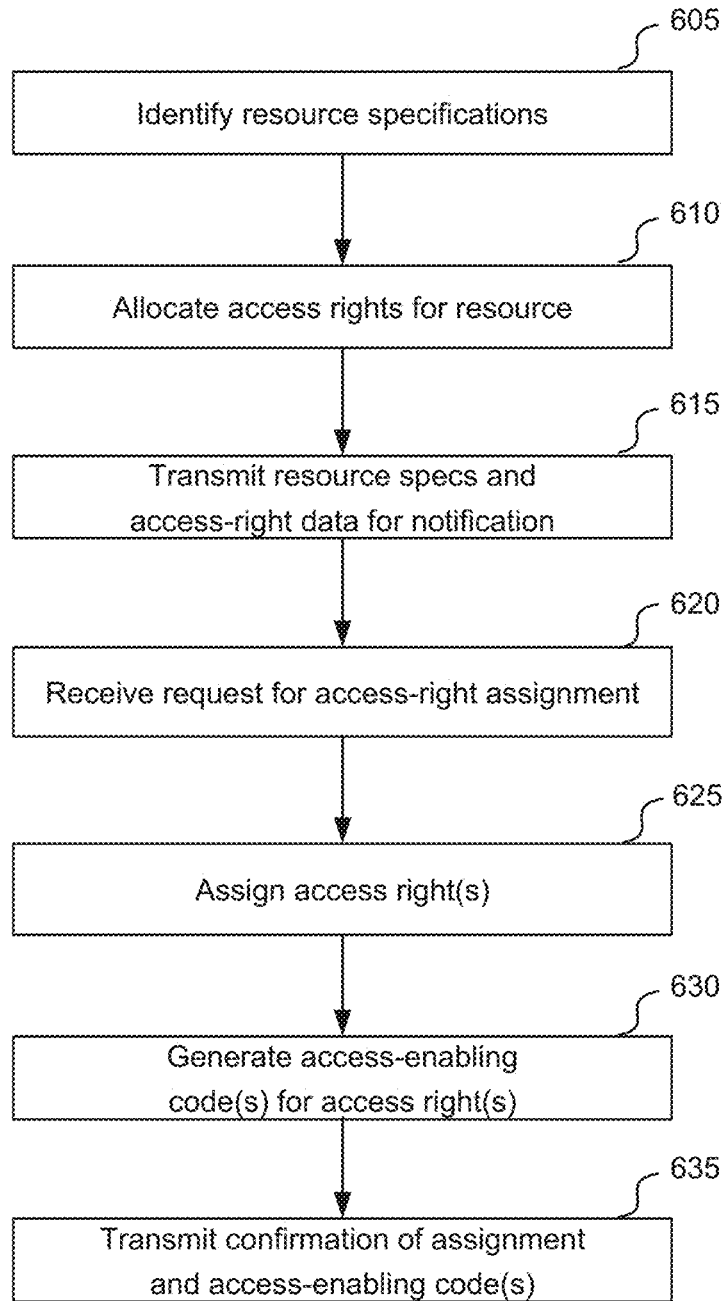 605
Identify resource specifications
610
Allocate access rights for resource
615
Transmit resource specs and
access-right data for notification
620
Receive request for access-right assignment
625
Assign access right(s)
630
Generate access-enabling
code(s) for access right(s)
635
Transmit confirmation of assignment
and access-enabling code(s)